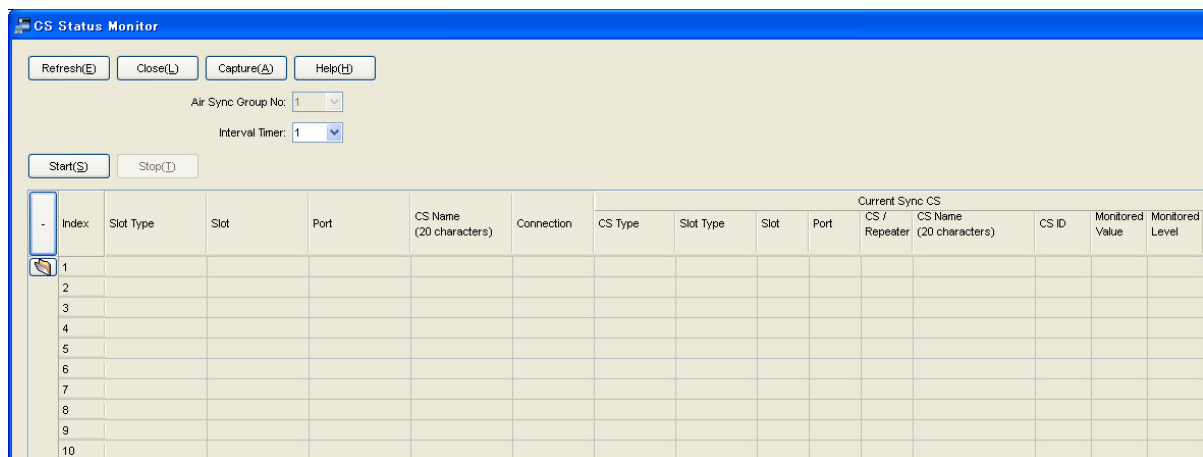 CS Status Monitor
Refresh(E) Close(L) Capture(A) Help(H)
Air Sync Group No: 1
Interval Timer: 1
Start(S) Stop(T)
Current Sync CS
- Index Slot Type Slot Port CS Name (20 characters) Connection CS Type Slot Type Slot Port CS / Repeater CS Name (20 characters) CS ID Monitored Value Monitored Level
1
2
3
4
5
6
7
8
9
10